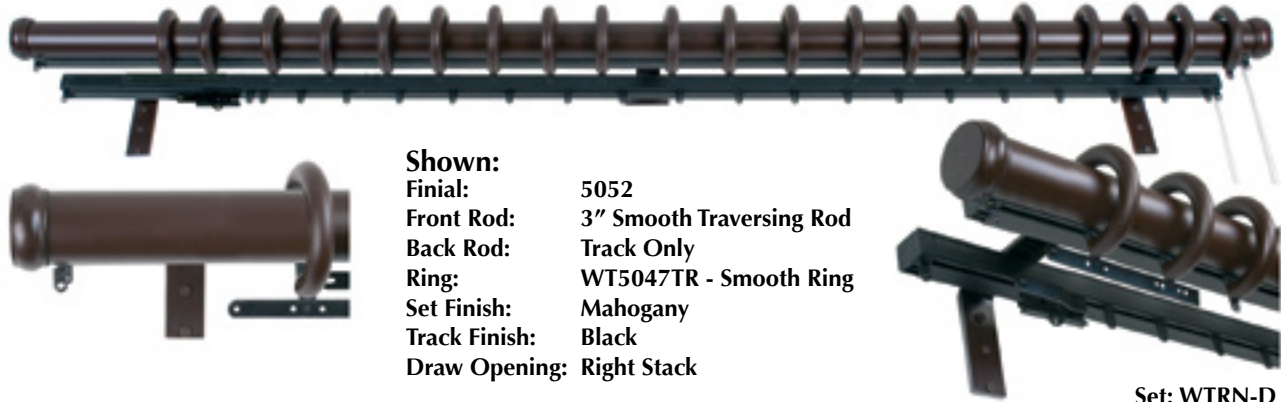 Shown:
Finial: 5052
Front Rod: 3" Smooth Traversing Rod
Back Rod: Track Only
Ring: WT5047TR - Smooth Ring
Set Finish: Mahogany
Track Finish: Black
Draw Opening: Right Stack
Set: WTRN-D